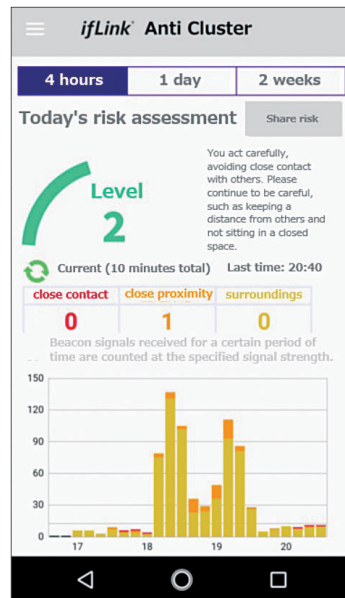 ifLink® Anti Cluster
4 hours 1 day 2 weeks
Today's risk assessment Share risk
You act carefully,
avoiding close contact
with others. Please
continue to be careful,
such as keeping a
distance from others and
not sitting in a closed
space.
Level
2
Current (10 minutes total) Last time: 20:40
close contact close proximity surroundings
0 1 0
Beacon signals received for a certain period of
time are counted at the specified signal strength.
150
120
90
60
30
0
17 18 19 20